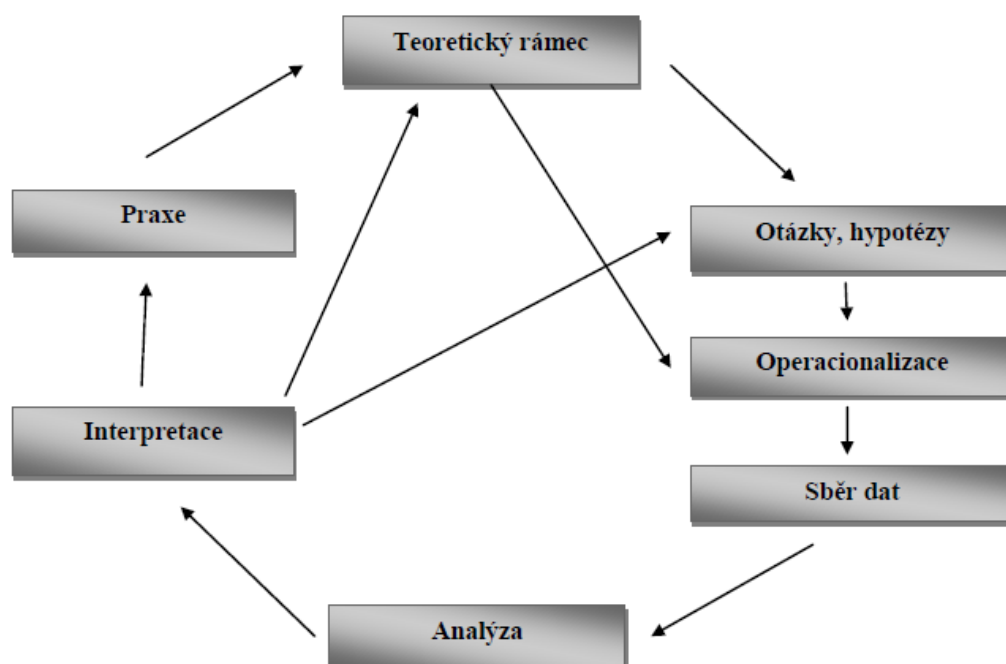 Teoretický rámec
Praxe
Otázky, hypotézy
Operacionalizace
Interpretace
Sběr dat
Analýza